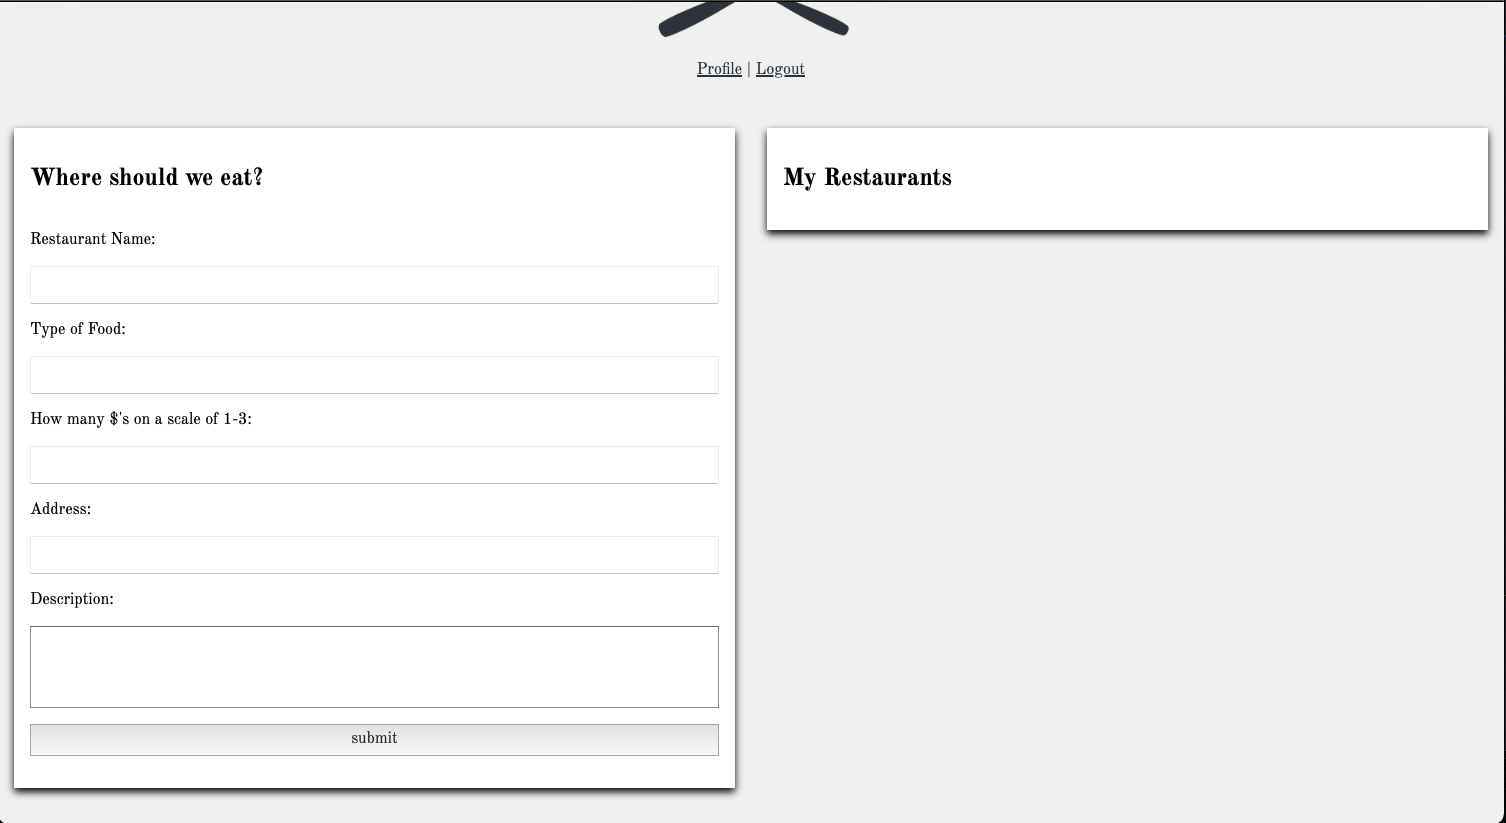 Profile | Logout
Where should we eat?
Restaurant Name:
Type of Food:
How many $'s on a scale of 1-3:
Address:
Description:
submit
My Restaurants